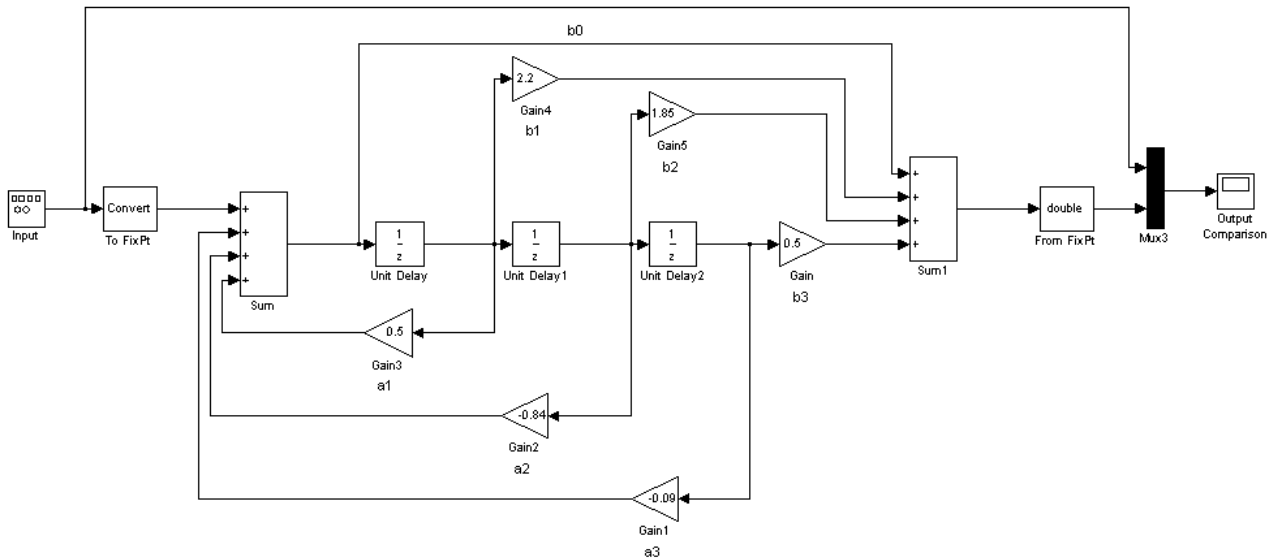 b0
2.2
Gain4
b1
1.85
Gain5
b2
Input
Convert
To FixPt
+
+
+
+
Sum
1
z
Unit Delay
1
z
Unit Delay1
1
z
Unit Delay2
0.5
Gain
b3
+
+
+
+
Sum1
double
From FixPt
Mux3
Output
Comparison
0.5
Gain3
a1
-0.84
Gain2
a2
-0.09
Gain1
a3